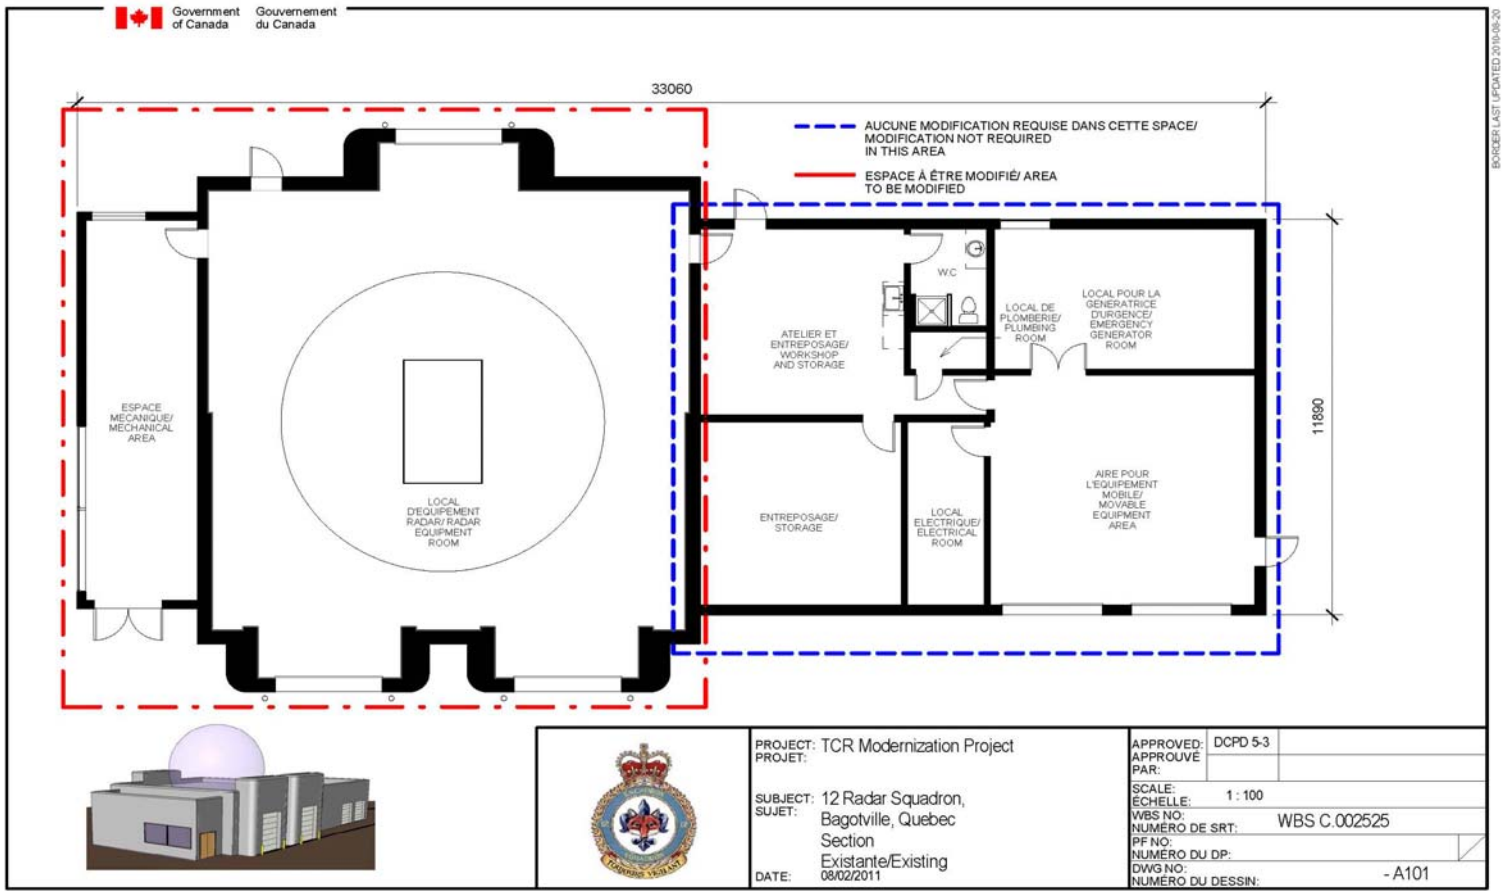 Government of Canada
Gouvernement du Canada
BORDER LAST UPDATED 2010-08-20
33060
AUCUNE MODIFICATION REQUISE DANS CETTE SPACE/
MODIFICATION NOT REQUIRED
IN THIS AREA
ESPACE À ÊTRE MODIFIÉ/ AREA
TO BE MODIFIED
W.C
LOCAL DE
PLOMBERIE/
PLUMBING
ROOM
LOCAL POUR LA
GENERATRICE
D'URGENCE/
EMERGENCY
GENERATOR
ROOM
ATELIER ET
ENTREPOSAGE/
WORKSHOP
AND STORAGE
ESPACE
MECANIQUE/
MECHANICAL
AREA
11890
LOCAL
D'EQUIPEMENT
RADAR/ RADAR
EQUIPMENT
ROOM
ENTREPOSAGE/
STORAGE
LOCAL
ELECTRIQUE/
ELECTRICAL
ROOM
AIRE POUR
L'EQUIPEMENT
MOBILE/
MOVABLE
EQUIPMENT
AREA
PROJECT: TCR Modernization Project
PROJET:
SUBJECT: 12 Radar Squadron,
SUJET: Bagotville, Quebec
Section
Existante/Existing
DATE: 08/02/2011
APPROVED: DCPD 5-3
APPROUVÉ
PAR:
SCALE:
ÉCHELLE: 1 : 100
WBS NO:
NUMÉRO DE SRT: WBS C.002525
PF NO:
NUMÉRO DU DP:
DWG NO:
NUMÉRO DU DESSIN: - A101